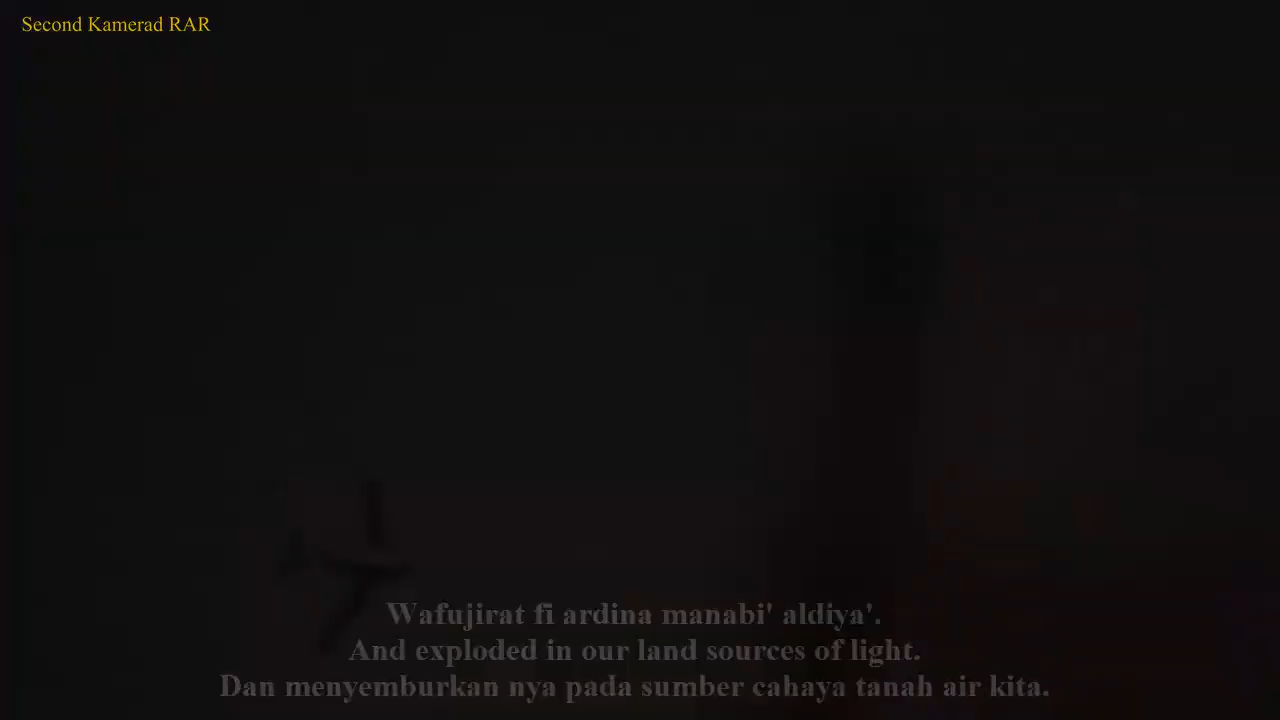 Second Kamerad RAR
Wafujirat fi ardina manabi' aldiya'.
And exploded in our land sources of light.
Dan menyemburkan nya pada sumber cahaya tanah air kita.